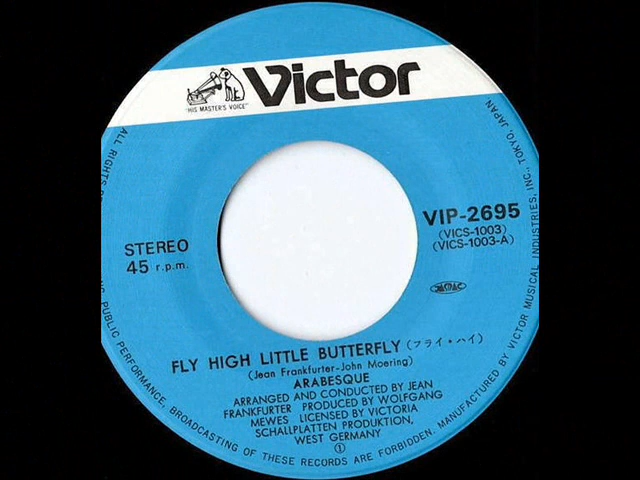 Victor
"HIS MASTER'S VOICE"
VIP-2695
(VICS-1003)
(VICS-1003-A)
STEREO
45 r.p.m.
JASRAC
FLY HIGH LITTLE BUTTERFLY (フライ・ハイ)
(Jean Frankfurter-John Moering)
ARABESQUE
ARRANGED AND CONDUCTED BY JEAN
FRANKFURTER PRODUCED BY WOLFGANG
MEWES LICENSED BY VICTORIA
SCHALLPLATTEN PRODUKTION,
WEST GERMANY
①
ALL RIGHTS
PUBLIC PERFORMANCE, BROADCASTING OF THESE RECORDS ARE FORBIDDEN. MANUFACTURED BY VICTOR MUSICAL INDUSTRIES, INC., TOKYO, JAPAN